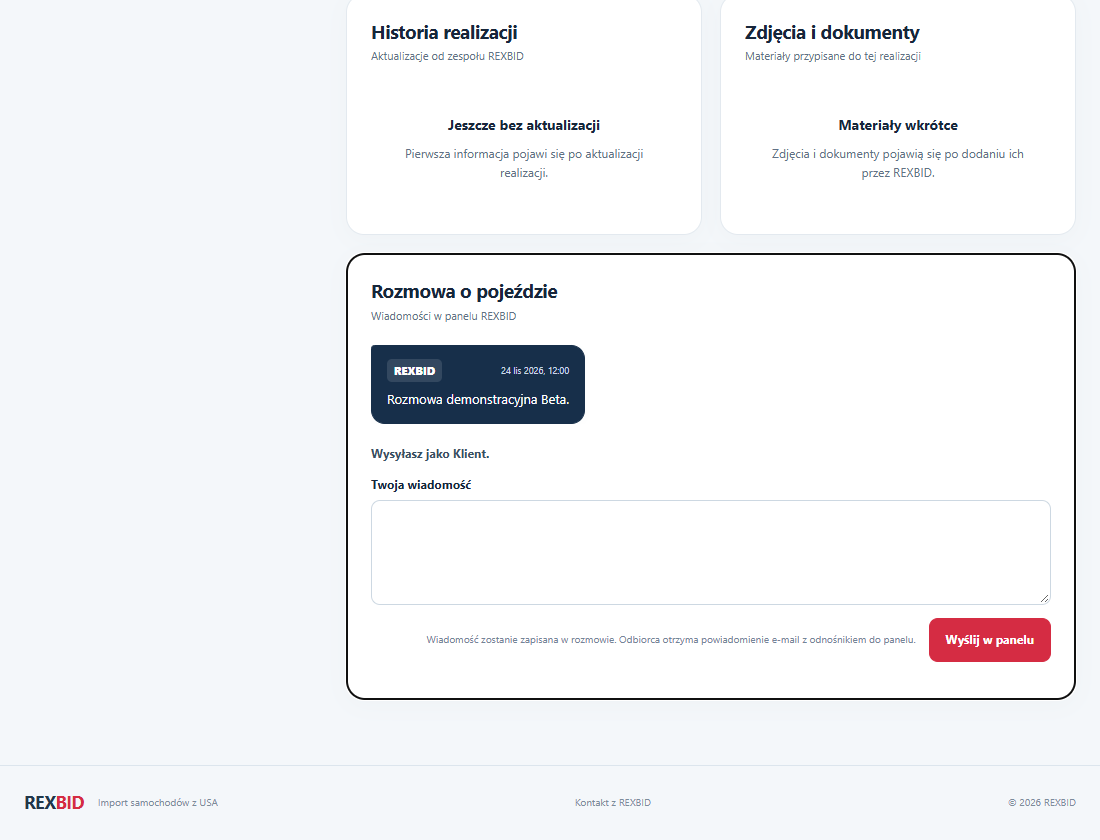 Historia realizacji
Aktualizacje od zespołu REXBID
Jeszcze bez aktualizacji
Pierwsza informacja pojawi się po aktualizacji
realizacji.
Zdjęcia i dokumenty
Materiały przypisane do tej realizacji
Materiały wkrótce
Zdjęcia i dokumenty pojawią się po dodaniu ich
przez REXBID.
Rozmowa o pojeździe
Wiadomości w panelu REXBID
REXBID 24 lis 2026, 12:00
Rozmowa demonstracyjna Beta.
Wysyłasz jako Klient.
Twoja wiadomość
Wiadomość zostanie zapisana w rozmowie. Odbiorca otrzyma powiadomienie e-mail z odnośnikiem do panelu.
Wyślij w panelu
REXBID Import samochodów z USA
Kontakt z REXBID
© 2026 REXBID